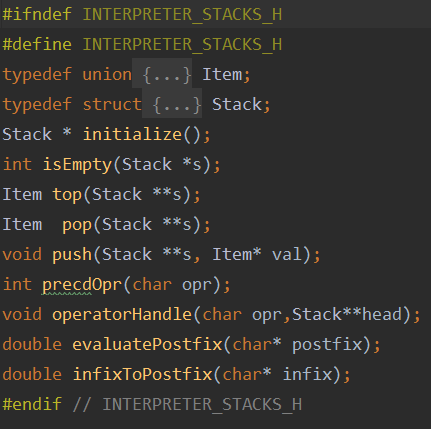 #ifndef INTERPRETER_STACKS_H
#define INTERPRETER_STACKS_H
typedef union {...} Item;
typedef struct {...} Stack;
Stack * initialize();
int isEmpty(Stack *s);
Item top(Stack **s);
Item  pop(Stack **s);
void push(Stack **s, Item* val);
int precdOpr(char opr);
void operatorHandle(char opr,Stack**head);
double evaluatePostfix(char* postfix);
double infixToPostfix(char* infix);
#endif // INTERPRETER_STACKS_H